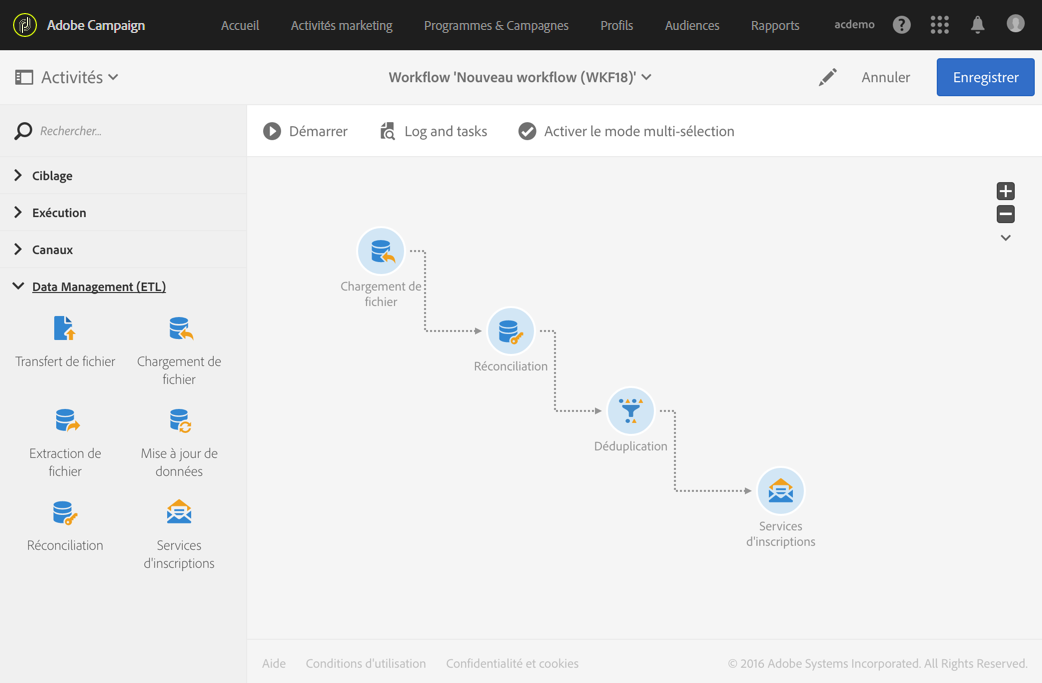 Adobe Campaign
Accueil
Activités marketing
Programmes & Campagnes
Profils
Audiences
Rapports
acdemo
Activités
Workflow 'Nouveau workflow (WKF18)'
Annuler
Enregistrer
Rechercher...
Démarrer
Log and tasks
Activer le mode multi-sélection
Ciblage
Exécution
Canaux
Data Management (ETL)
Transfert de fichier
Chargement de
fichier
Extraction de
fichier
Mise à jour de
données
Réconciliation
Services
d'inscriptions
Chargement de
fichier
Réconciliation
Déduplication
Services
d'inscriptions
Aide
Conditions d'utilisation
Confidentialité et cookies
© 2016 Adobe Systems Incorporated. All Rights Reserved.